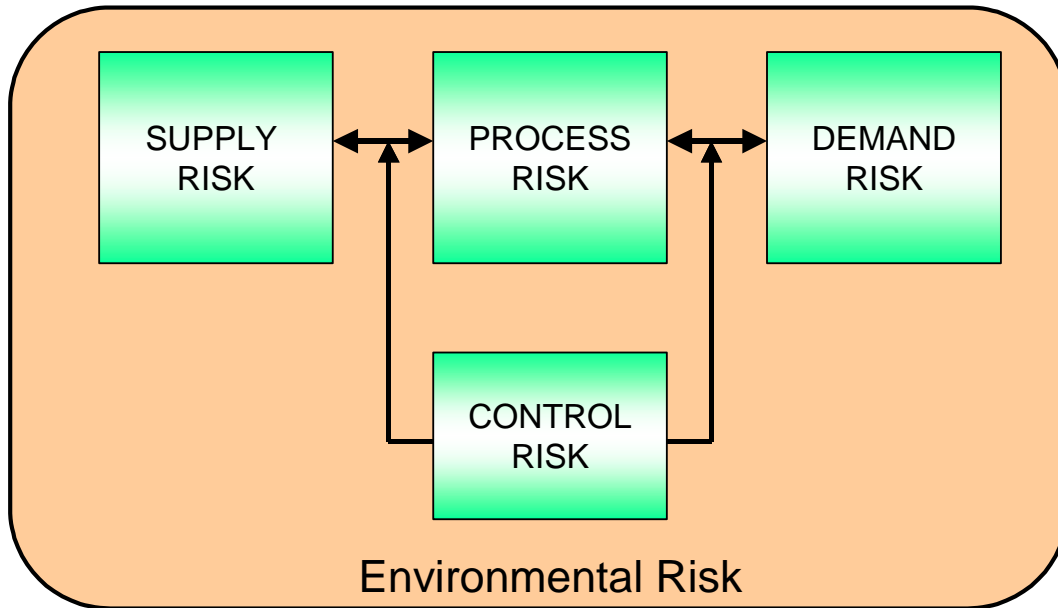 SUPPLY
RISK
PROCESS
RISK
DEMAND
RISK
CONTROL
RISK
Environmental Risk